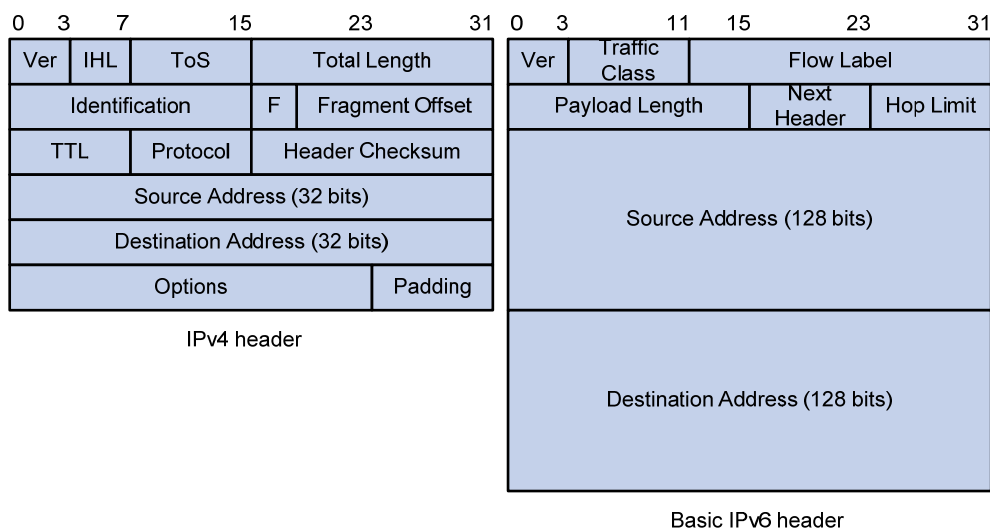 0 3 7 15 31
Ver IHL ToS Total Length
Identification F Fragment Offset
TTL Protocol Header Checksum
Source Address (32 bits)
Destination Address (32 bits)
Options Padding
IPv4 header
0 3 11 15 23 31
Ver Traffic Class Flow Label
Payload Length Next Header Hop Limit
Source Address (128 bits)
Destination Address (128 bits)
Basic IPv6 header